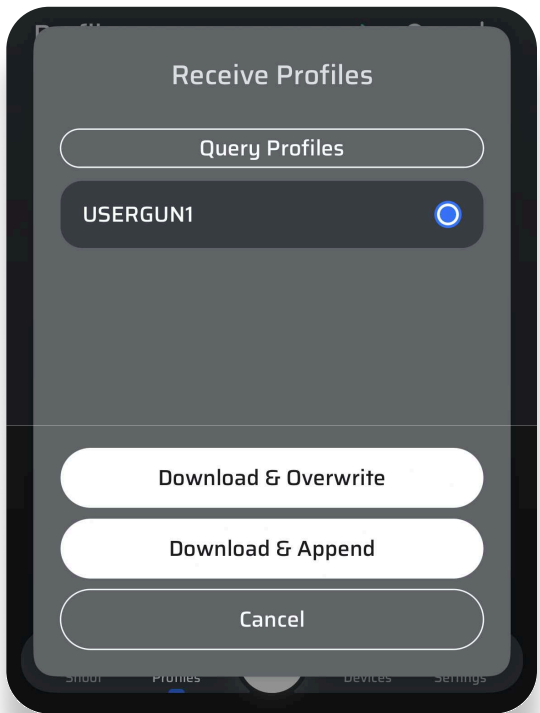 Receive Profiles
Query Profiles
USERGUN1
Download & Overwrite
Download & Append
Cancel
Shoot Profiles Devices Settings